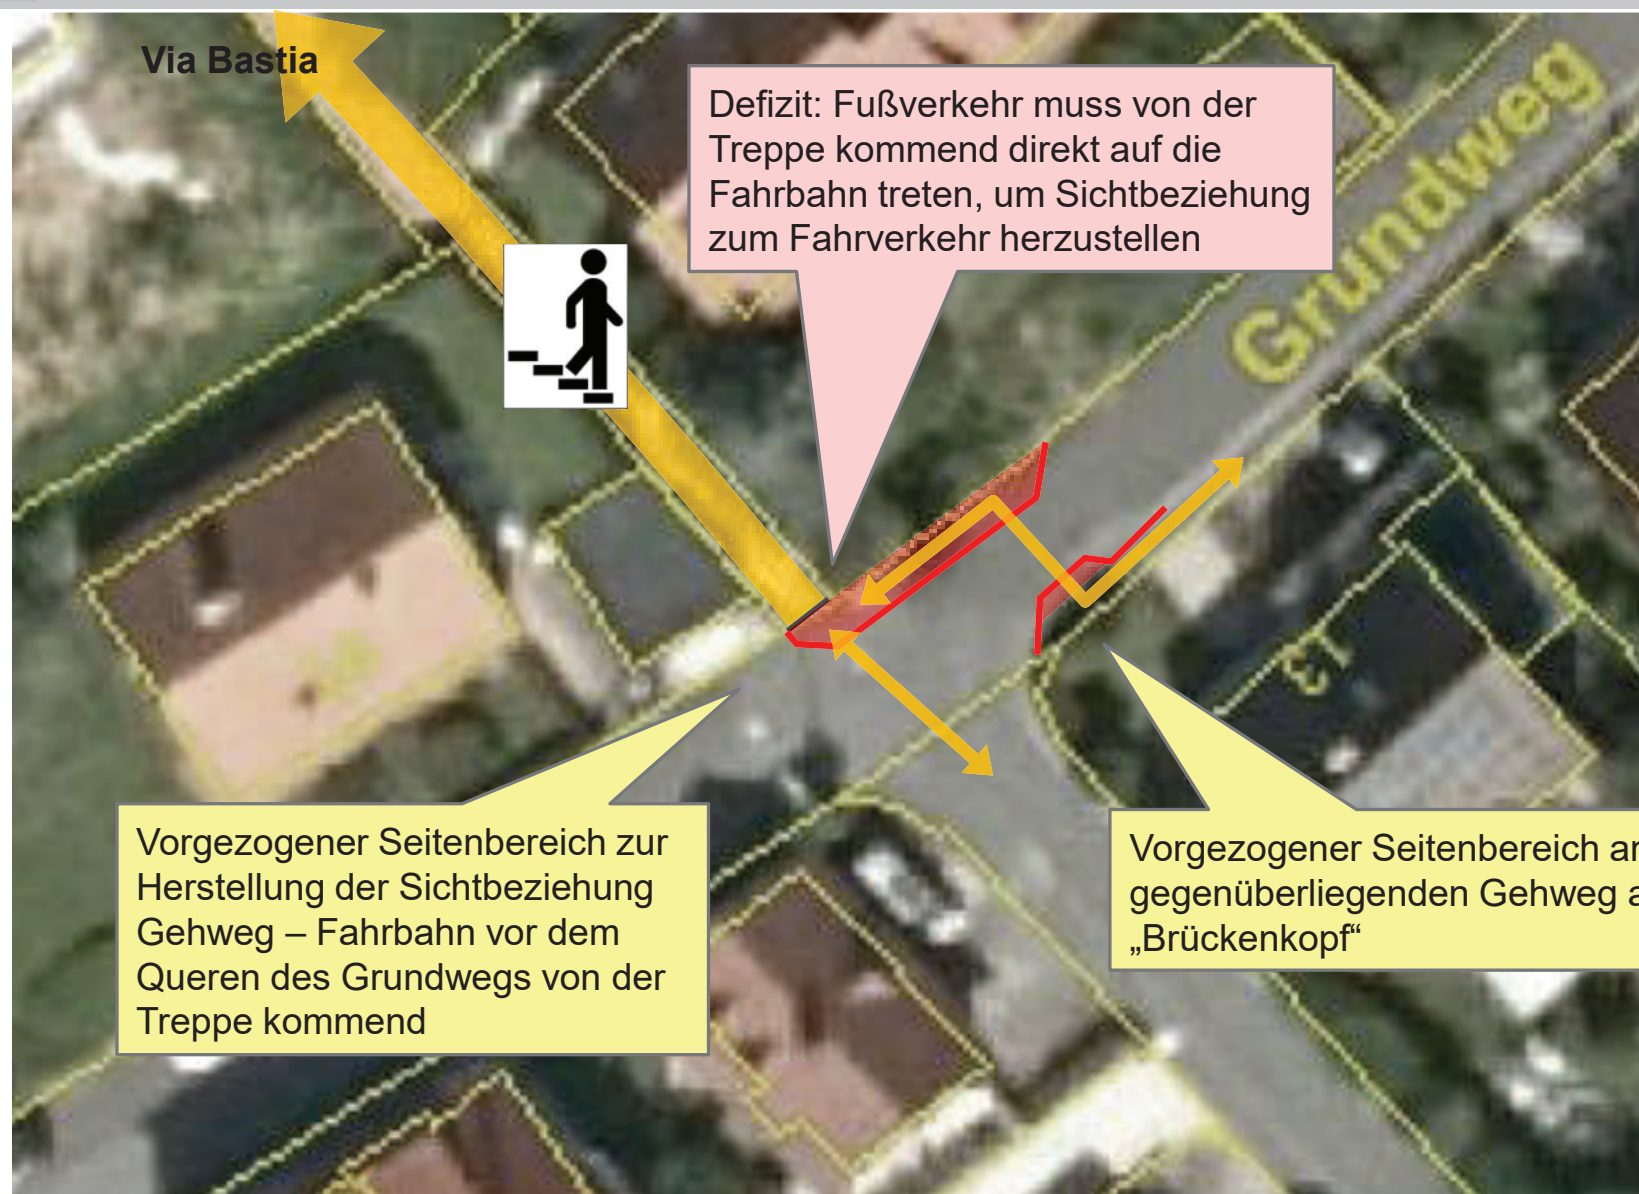 Via Bastia
Defizit: Fußverkehr muss von der
Treppe kommend direkt auf die
Fahrbahn treten, um Sichtbeziehung
zum Fahrverkehr herzustellen
Grundweg
13
Vorgezogener Seitenbereich zur
Herstellung der Sichtbeziehung
Gehweg – Fahrbahn vor dem
Queren des Grundwegs von der
Treppe kommend
Vorgezogener Seitenbereich
gegenüberliegenden Gehweg
„Brückenkopf“